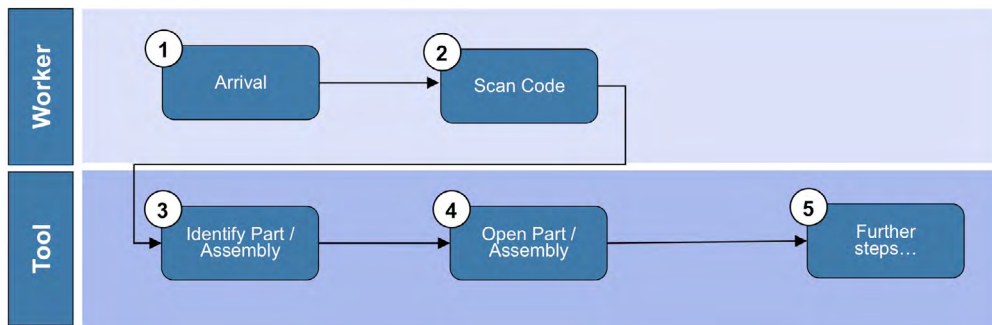 Worker
1
Arrival
2
Scan Code
Tool
3
Identify Part /
Assembly
4
Open Part /
Assembly
5
Further
steps…